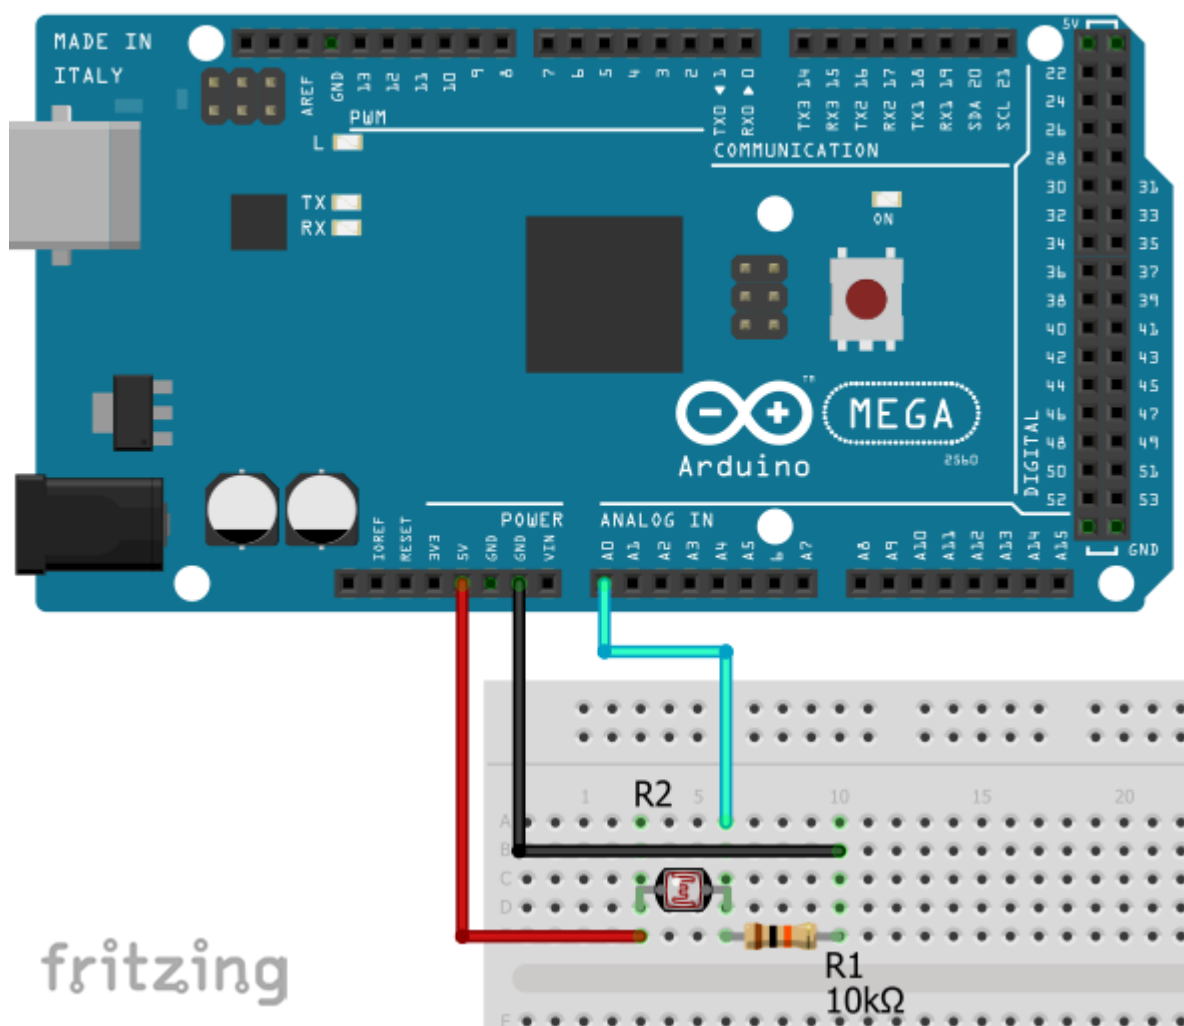 MADE IN
ITALY
AREF
GND
13
12
11
10
9
8
7
6
5
4
3
2
TX0 ◄ 1
RX0 ► 0
TX3 14
RX3 15
TX2 16
RX2 17
TX1 18
RX1 19
SDA 20
SCL 21
5V
PWM
L
COMMUNICATION
TX
RX
ON
22
24
26
28
30
31
32
33
34
35
36
37
38
39
40
41
42
43
44
45
46
47
48
49
50
51
52
53
GND
DIGITAL
TM
MEGA
2560
Arduino
POWER
ANALOG IN
IOREF
RESET
3V3
5V
GND
GND
VIN
A0
A1
A2
A3
A4
A5
6
A7
A8
A9
A10
A11
A12
A13
A14
A15
R2
1
5
10
15
20
A
B
C
D
R1
10kΩ
F
fritzing